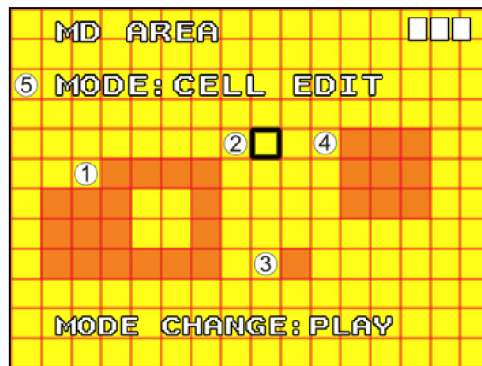 MD AREA
⑤ MODE:CELL EDIT
② ④
①
③
MODE CHANGE:PLAY